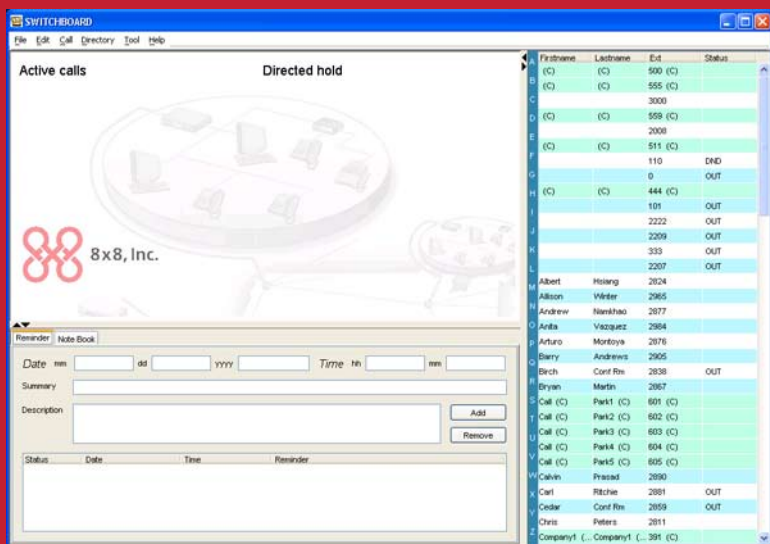 SWITCHBOARD
File Edit Call Directory Tool Help
Active calls Directed hold
8x8, Inc.
Reminder Note Book
Date mm dd yyyy Time hh mm
Summary
Description
Add
Remove
Status Date Time Reminder
A
B
C
D
E
F
G
H
I
J
K
L
M
N
O
P
Q
R
S
T
U
V
W
X
Y
Z
Firstname Lastname Ext Status
(C) (C) 500 (C)
(C) (C) 555 (C)
3000
(C) (C) 559 (C)
2008
(C) (C) 511 (C)
110 DND
0 OUT
(C) (C) 444 (C)
101 OUT
2222 OUT
2209 OUT
333 OUT
2207 OUT
Albert Hsiang 2824
Allison Winter 2965
Andrew Namkhao 2877
Anita Vazquez 2984
Arturo Montoya 2876
Barry Andrews 2905
Birch Conf Rm 2838 OUT
Bryan Martin 2867
Call (C) Park1 (C) 601 (C)
Call (C) Park2 (C) 602 (C)
Call (C) Park3 (C) 603 (C)
Call (C) Park4 (C) 604 (C)
Call (C) Park5 (C) 605 (C)
Calvin Prasad 2890
Carl Ritchie 2881 OUT
Cedar Conf Rm 2859 OUT
Chris Peters 2811
Company1 (... Company1 (... 391 (C)